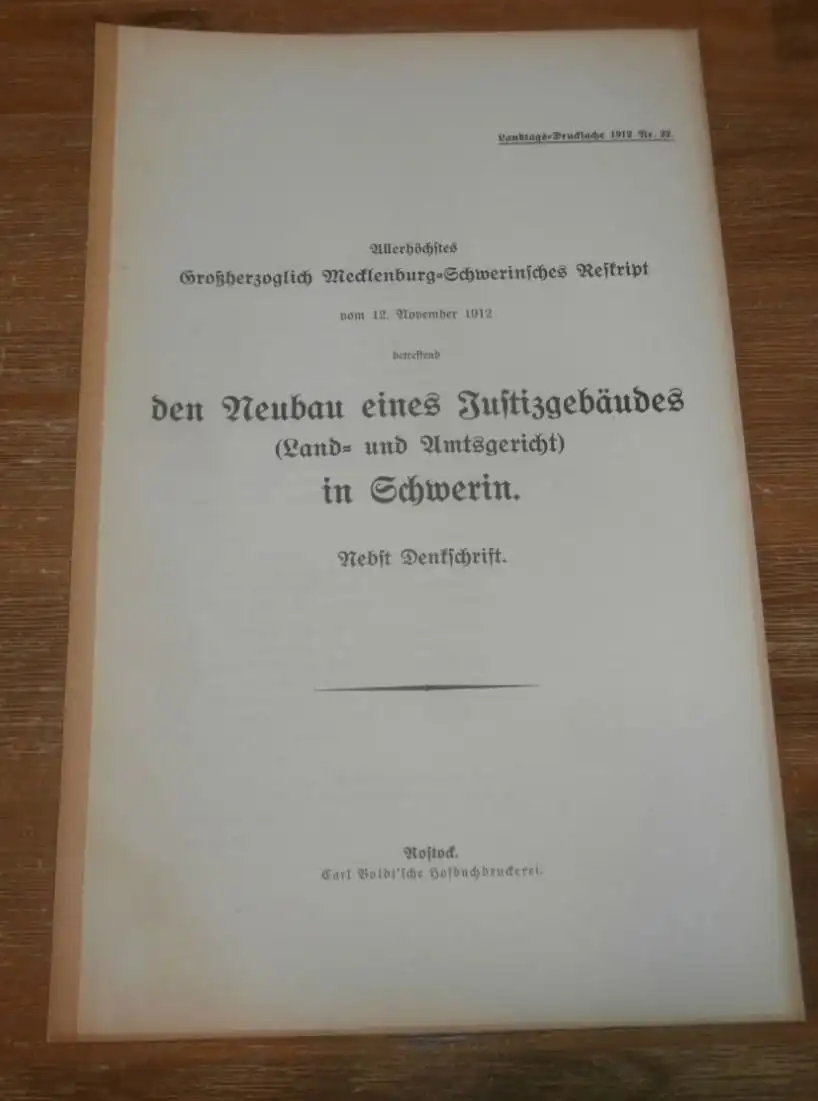 Landtags-Drucksache 1912 Nr. 22.
Allerhöchstes
Großherzoglich Mecklenburg-Schwerinsches Reskript
vom 12. November 1912
betreffend
den Neubau eines Justizgebäudes
(Land- und Amtsgericht)
in Schwerin.
Nebst Denkschrift.
Rostock.
Carl Boldt'sche Hofbuchdruckerei.